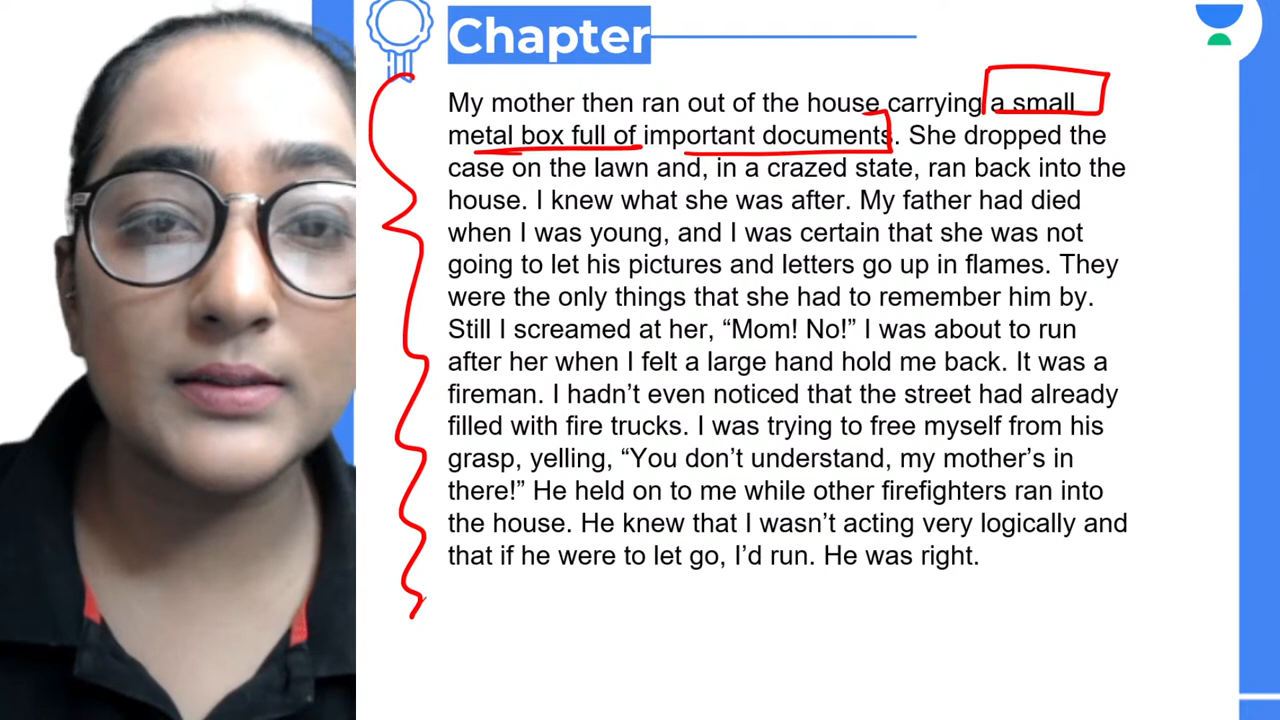 Chapter
My mother then ran out of the house carrying a small
metal box full of important documents. She dropped the
case on the lawn and, in a crazed state, ran back into the
house. I knew what she was after. My father had died
when I was young, and I was certain that she was not
going to let his pictures and letters go up in flames. They
were the only things that she had to remember him by.
Still I screamed at her, “Mom! No!” I was about to run
after her when I felt a large hand hold me back. It was a
fireman. I hadn’t even noticed that the street had already
filled with fire trucks. I was trying to free myself from his
grasp, yelling, “You don’t understand, my mother’s in
there!” He held on to me while other firefighters ran into
the house. He knew that I wasn’t acting very logically and
that if he were to let go, I’d run. He was right.